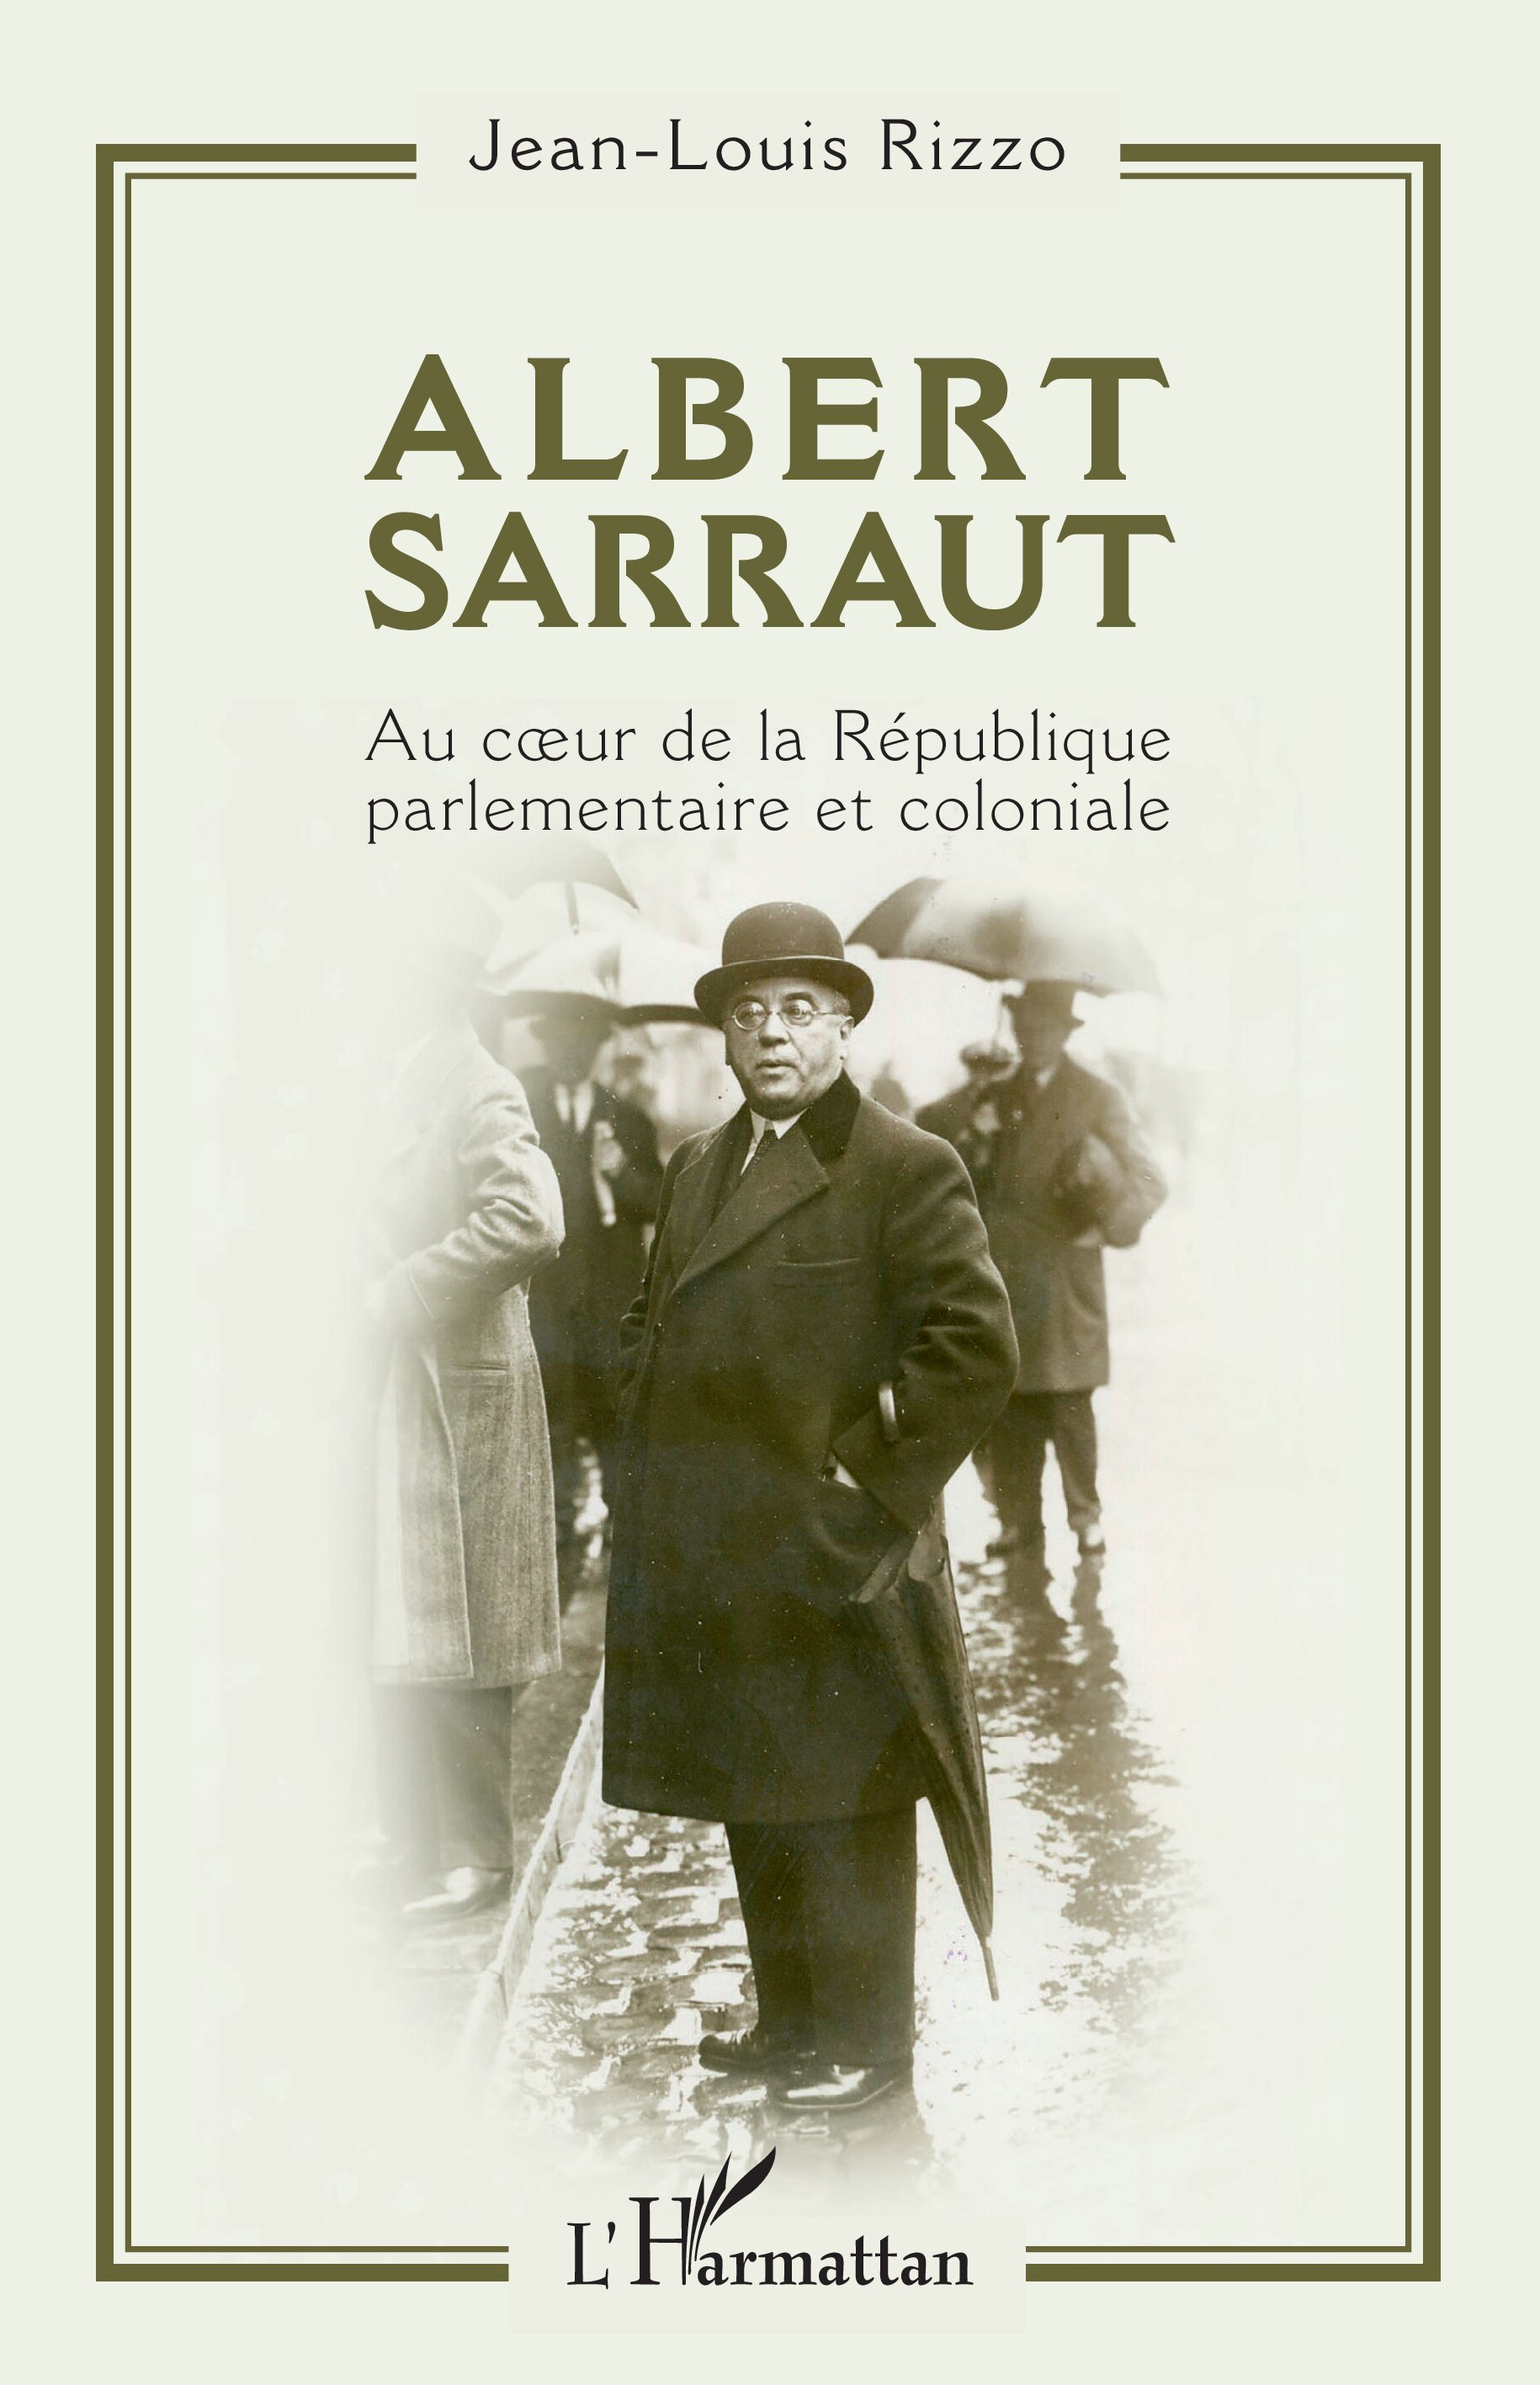 Jean-Louis Rizzo
ALBERT
SARRAUT
Au cœur de la République
parlementaire et coloniale
L'Harmattan